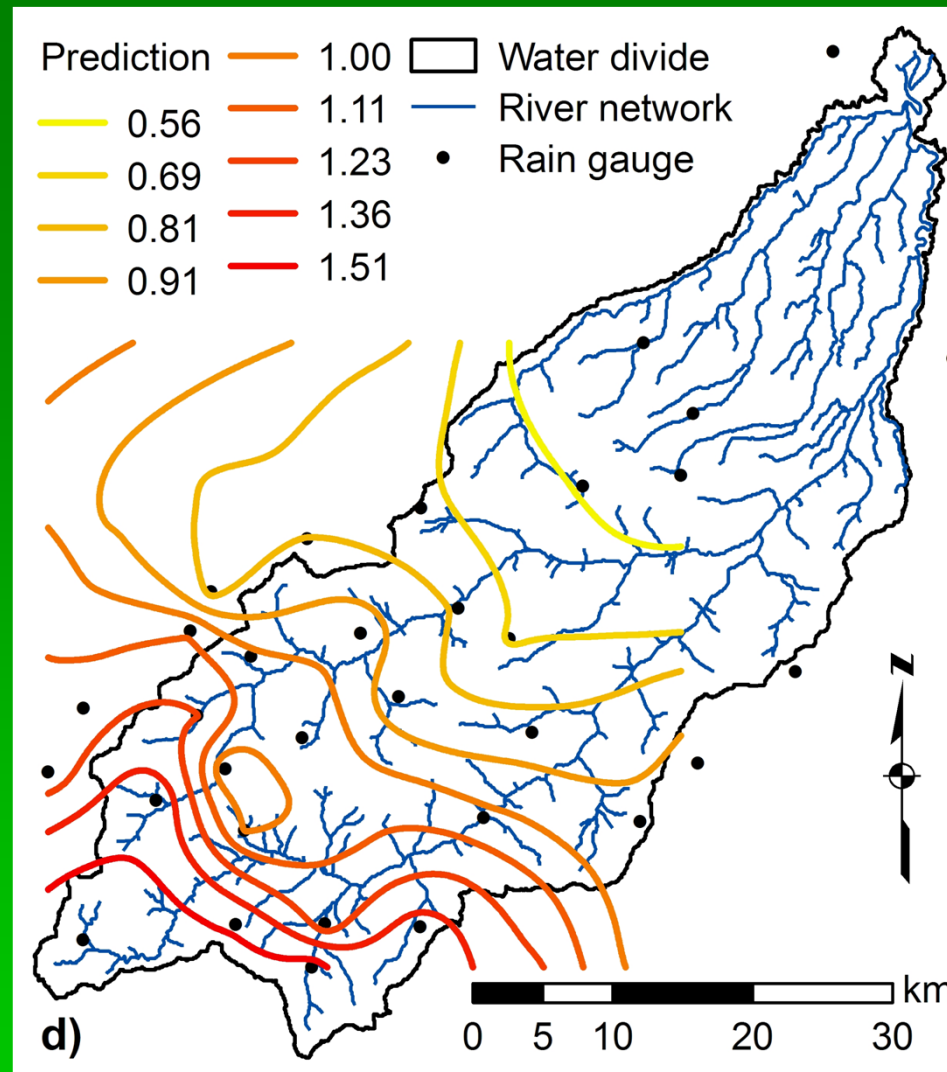 Prediction
0.56
0.69
0.81
0.91
1.00
1.11
1.23
1.36
1.51
Water divide
River network
Rain gauge
N
km
0 5 10 20 30
d)